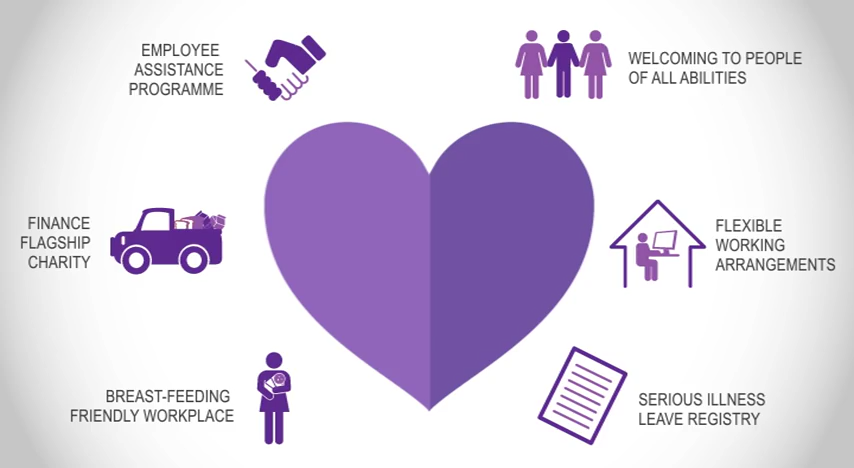 EMPLOYEE
ASSISTANCE
PROGRAMME
WELCOMING TO PEOPLE
OF ALL ABILITIES
FINANCE
FLAGSHIP
CHARITY
FLEXIBLE
WORKING
ARRANGEMENTS
BREAST-FEEDING
FRIENDLY WORKPLACE
SERIOUS ILLNESS
LEAVE REGISTRY